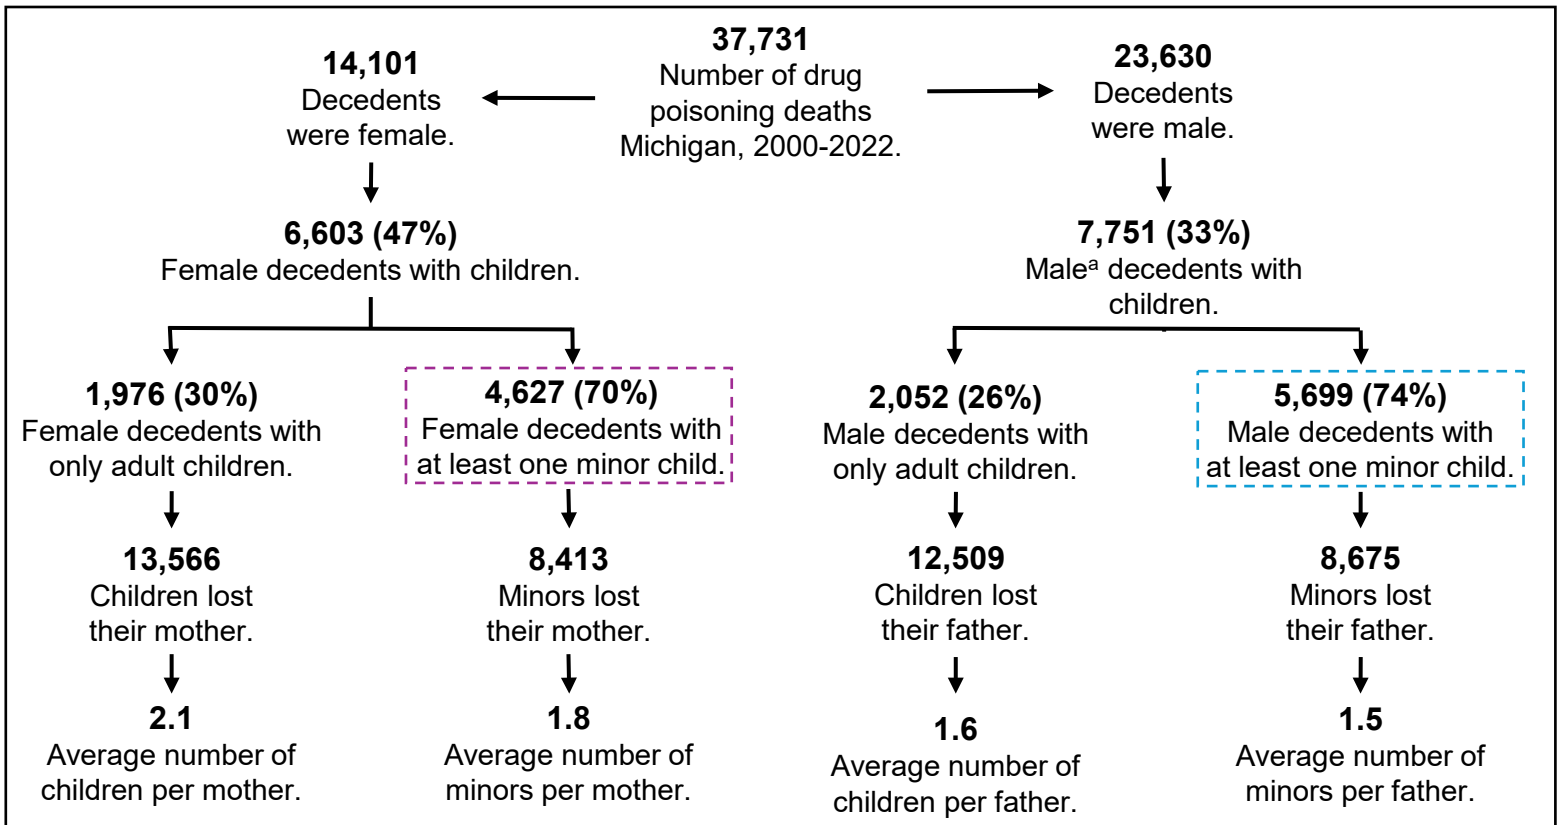 37,731
Number of drug
poisoning deaths
Michigan, 2000-2022.
14,101
Decedents
were female.
23,630
Decedents
were male.
6,603 (47%)
Female decedents with children.
7,751 (33%)
Maleᵃ decedents with
children.
1,976 (30%)
Female decedents with
only adult children.
4,627 (70%)
Female decedents with
at least one minor child.
2,052 (26%)
Male decedents with
only adult children.
5,699 (74%)
Male decedents with
at least one minor child.
13,566
Children lost
their mother.
8,413
Minors lost
their mother.
12,509
Children lost
their father.
8,675
Minors lost
their father.
2.1
Average number of
children per mother.
1.8
Average number of
minors per mother.
1.6
Average number of
children per father.
1.5
Average number of
minors per father.